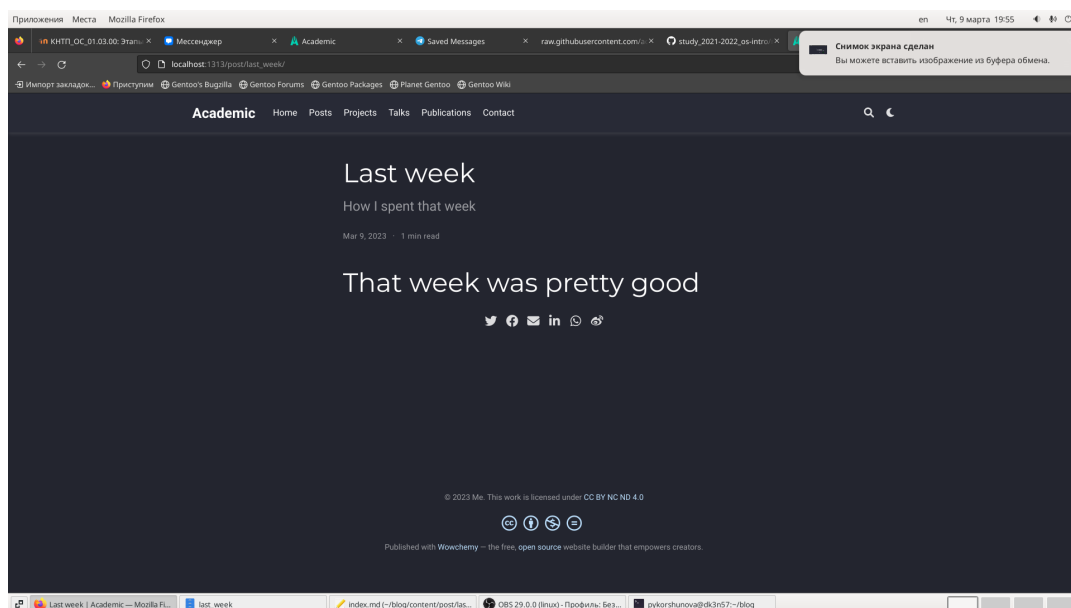 Приложения Места Mozilla Firefox en Чт, 9 марта 19:55
КНТП_ОС_01.03.00: Этапы Мессенджер Academic Saved Messages raw.githubusercontent.com/ study_2021-2022_os-intro/
Снимок экрана сделан
Вы можете вставить изображение из буфера обмена.
localhost:1313/post/last_week/
Импорт закладок... Приступим Gentoo's Bugzilla Gentoo Forums Gentoo Packages Planet Gentoo Gentoo Wiki
Academic Home Posts Projects Talks Publications Contact
Last week
How I spent that week
Mar 9, 2023 · 1 min read
That week was pretty good
© 2023 Me. This work is licensed under CC BY NC ND 4.0
Published with Wowchemy — the free, open source website builder that empowers creators.
Last week | Academic — Mozilla Fi... last_week index.md (~/blog/content/post/las... OBS 29.0.0 (linux) - Профиль: Без... pykorshunova@dk3n57:~/blog